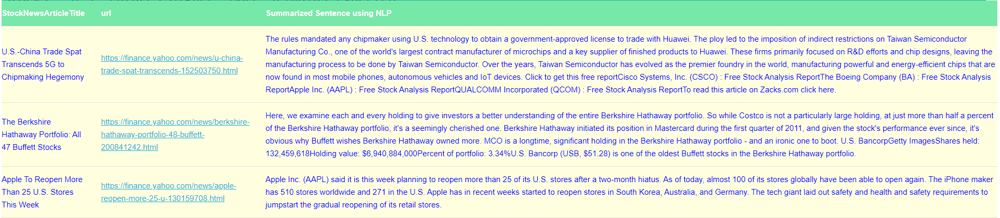 StockNewsArticleTitle url Summarized Sentence using NLP
U.S.-China Trade Spat
Transcends 5G to
Chipmaking Hegemony
https://finance.yahoo.com/news/u-china-
trade-spat-transcends-152503750.html
The rules mandated any chipmaker using U.S. technology to obtain a government-approved license to trade with Huawei. The ploy led to the imposition of indirect restrictions on Taiwan Semiconductor
Manufacturing Co., one of the world's largest contract manufacturer of microchips and a key supplier of finished products to Huawei. These firms primarily focused on R&D efforts and chip designs, leaving the
manufacturing process to be done by Taiwan Semiconductor. Over the years, Taiwan Semiconductor has evolved as the premier foundry in the world, manufacturing powerful and energy-efficient chips that are
now found in most mobile phones, autonomous vehicles and IoT devices. Click to get this free reportCisco Systems, Inc. (CSCO) : Free Stock Analysis ReportThe Boeing Company (BA) : Free Stock Analysis
ReportApple Inc. (AAPL) : Free Stock Analysis ReportQUALCOMM Incorporated (QCOM) : Free Stock Analysis ReportTo read this article on Zacks.com click here.
The Berkshire
Hathaway Portfolio: All
47 Buffett Stocks
https://finance.yahoo.com/news/berkshire-
hathaway-portfolio-48-buffett-
200841242.html
Here, we examine each and every holding to give investors a better understanding of the entire Berkshire Hathaway portfolio. So while Costco is not a particularly large holding, at just more than half a percent
of the Berkshire Hathaway portfolio, it's a seemingly cherished one. Berkshire Hathaway initiated its position in Mastercard during the first quarter of 2011, and given the stock's performance ever since, it's
obvious why Buffett wishes Berkshire Hathaway owned more. MCO is a longtime, significant holding in the Berkshire Hathaway portfolio - and an ironic one to boot. U.S. BancorpGetty ImagesShares held:
132,459,618Holding value: $6,940,884,000Percent of portfolio: 3.34%U.S. Bancorp (USB, $51.28) is one of the oldest Buffett stocks in the Berkshire Hathaway portfolio.
Apple To Reopen More
Than 25 U.S. Stores
This Week
https://finance.yahoo.com/news/apple-
reopen-more-25-u-130159708.html
Apple Inc. (AAPL) said it is this week planning to reopen more than 25 of its U.S. stores after a two-month hiatus. As of today, almost 100 of its stores globally have been able to open again. The iPhone maker
has 510 stores worldwide and 271 in the U.S. Apple has in recent weeks started to reopen stores in South Korea, Australia, and Germany. The tech giant laid out safety and health and safety requirements to
jumpstart the gradual reopening of its retail stores.